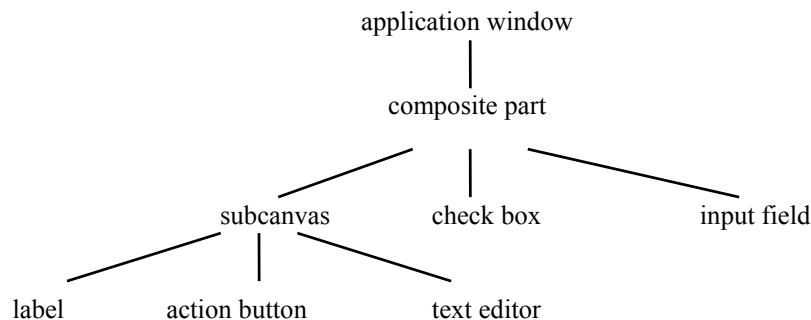 application window
composite part
subcanvas check box input field
label action button text editor